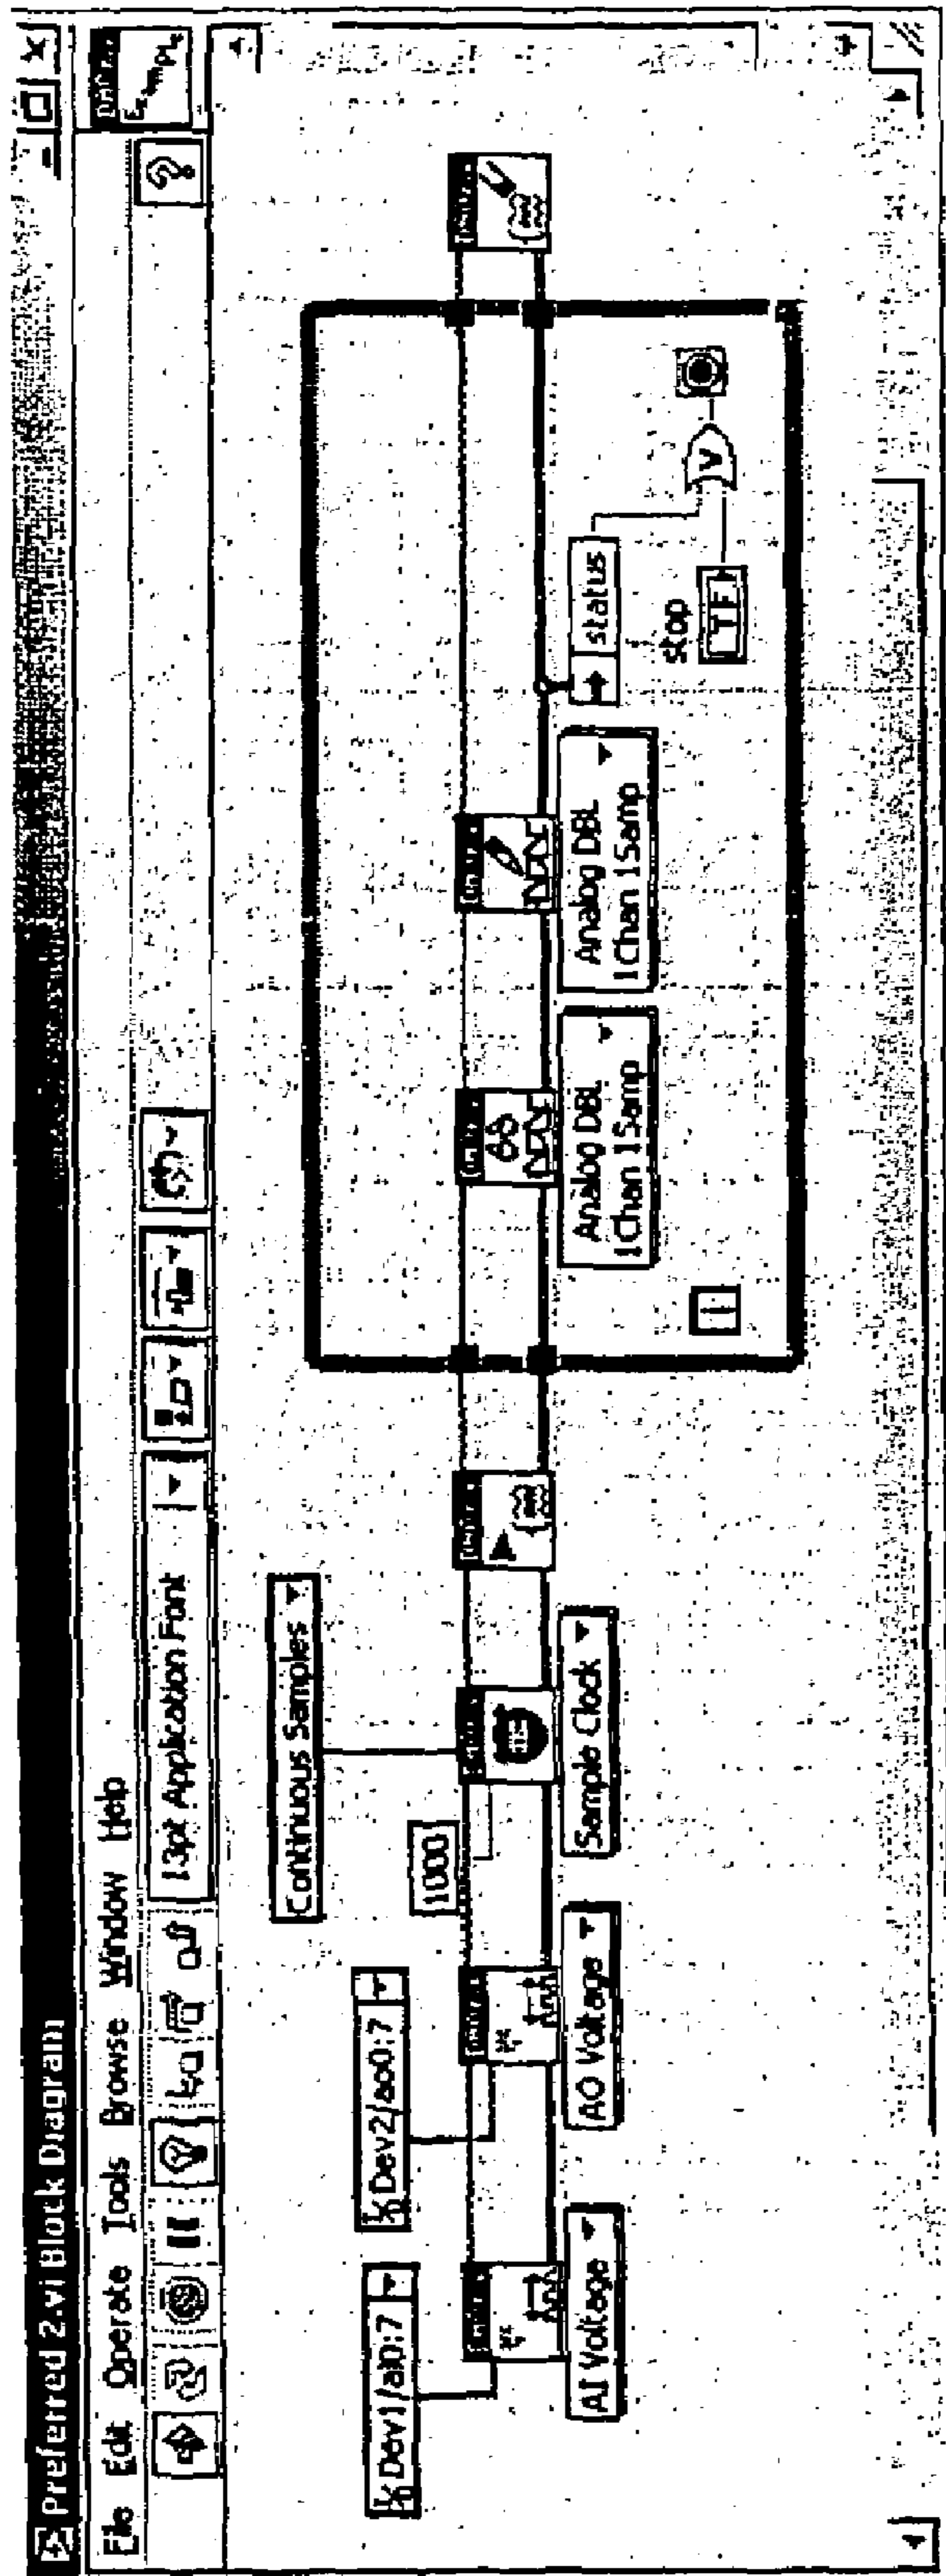 Preferred 2.vi Block Diagram
File Edit Operate Tools Browse Window Help
13pt Application Font
Continuous Samples
1000
Dev2/ao0:7
Dev1/ai0:7
AI Voltage
AO Voltage
Sample Clock
Analog DBL
1Chan 1Samp
Analog DBL
1Chan 1Samp
status
stop
TF
i